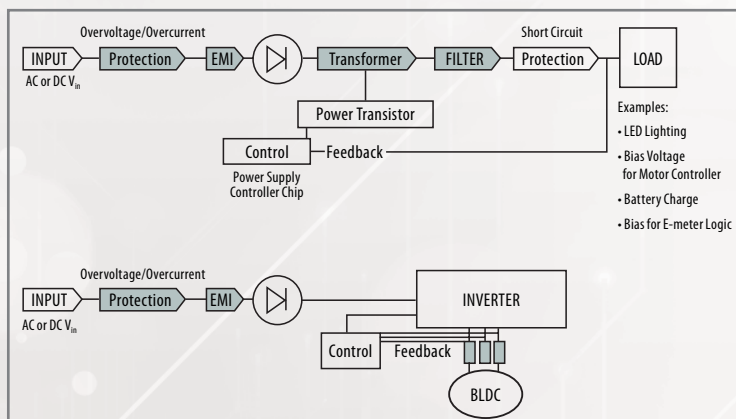 Overvoltage/Overcurrent
Short Circuit
INPUT
Protection
EMI
Transformer
FILTER
Protection
LOAD
AC or DC Vin
Power Transistor
Control
Feedback
Power Supply
Controller Chip
Examples:
• LED Lighting
• Bias Voltage
for Motor Controller
• Battery Charge
• Bias for E-meter Logic
Overvoltage/Overcurrent
INPUT
Protection
EMI
INVERTER
AC or DC Vin
Control
Feedback
BLDC